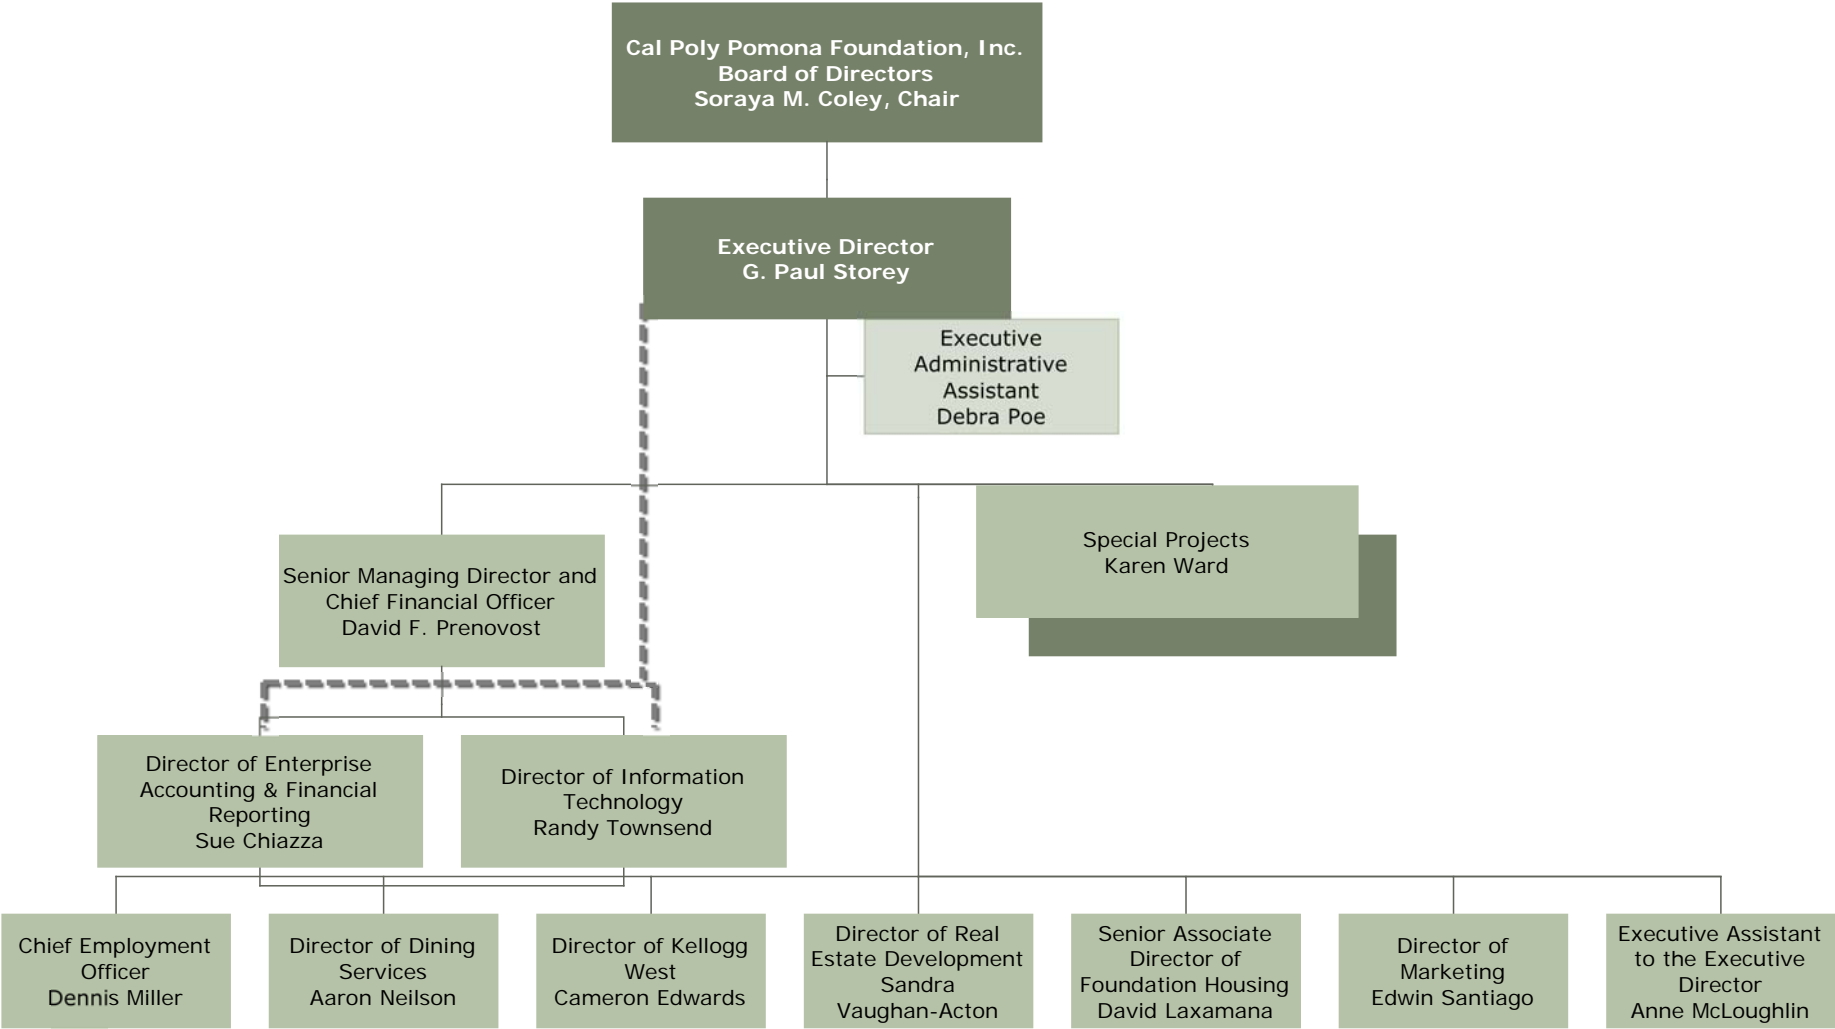 Cal Poly Pomona Foundation, Inc.
Board of Directors
Soraya M. Coley, Chair
Executive Director
G. Paul Storey
Executive
Administrative
Assistant
Debra Poe
Special Projects
Karen Ward
Senior Managing Director and
Chief Financial Officer
David F. Prenovost
Director of Enterprise
Accounting & Financial
Reporting
Sue Chiazza
Director of Information
Technology
Randy Townsend
Chief Employment
Officer
Dennis Miller
Director of Dining
Services
Aaron Neilson
Director of Kellogg
West
Cameron Edwards
Director of Real
Estate Development
Sandra
Vaughan-Acton
Senior Associate
Director of
Foundation Housing
David Laxamana
Director of
Marketing
Edwin Santiago
Executive Assistant
to the Executive
Director
Anne McLoughlin